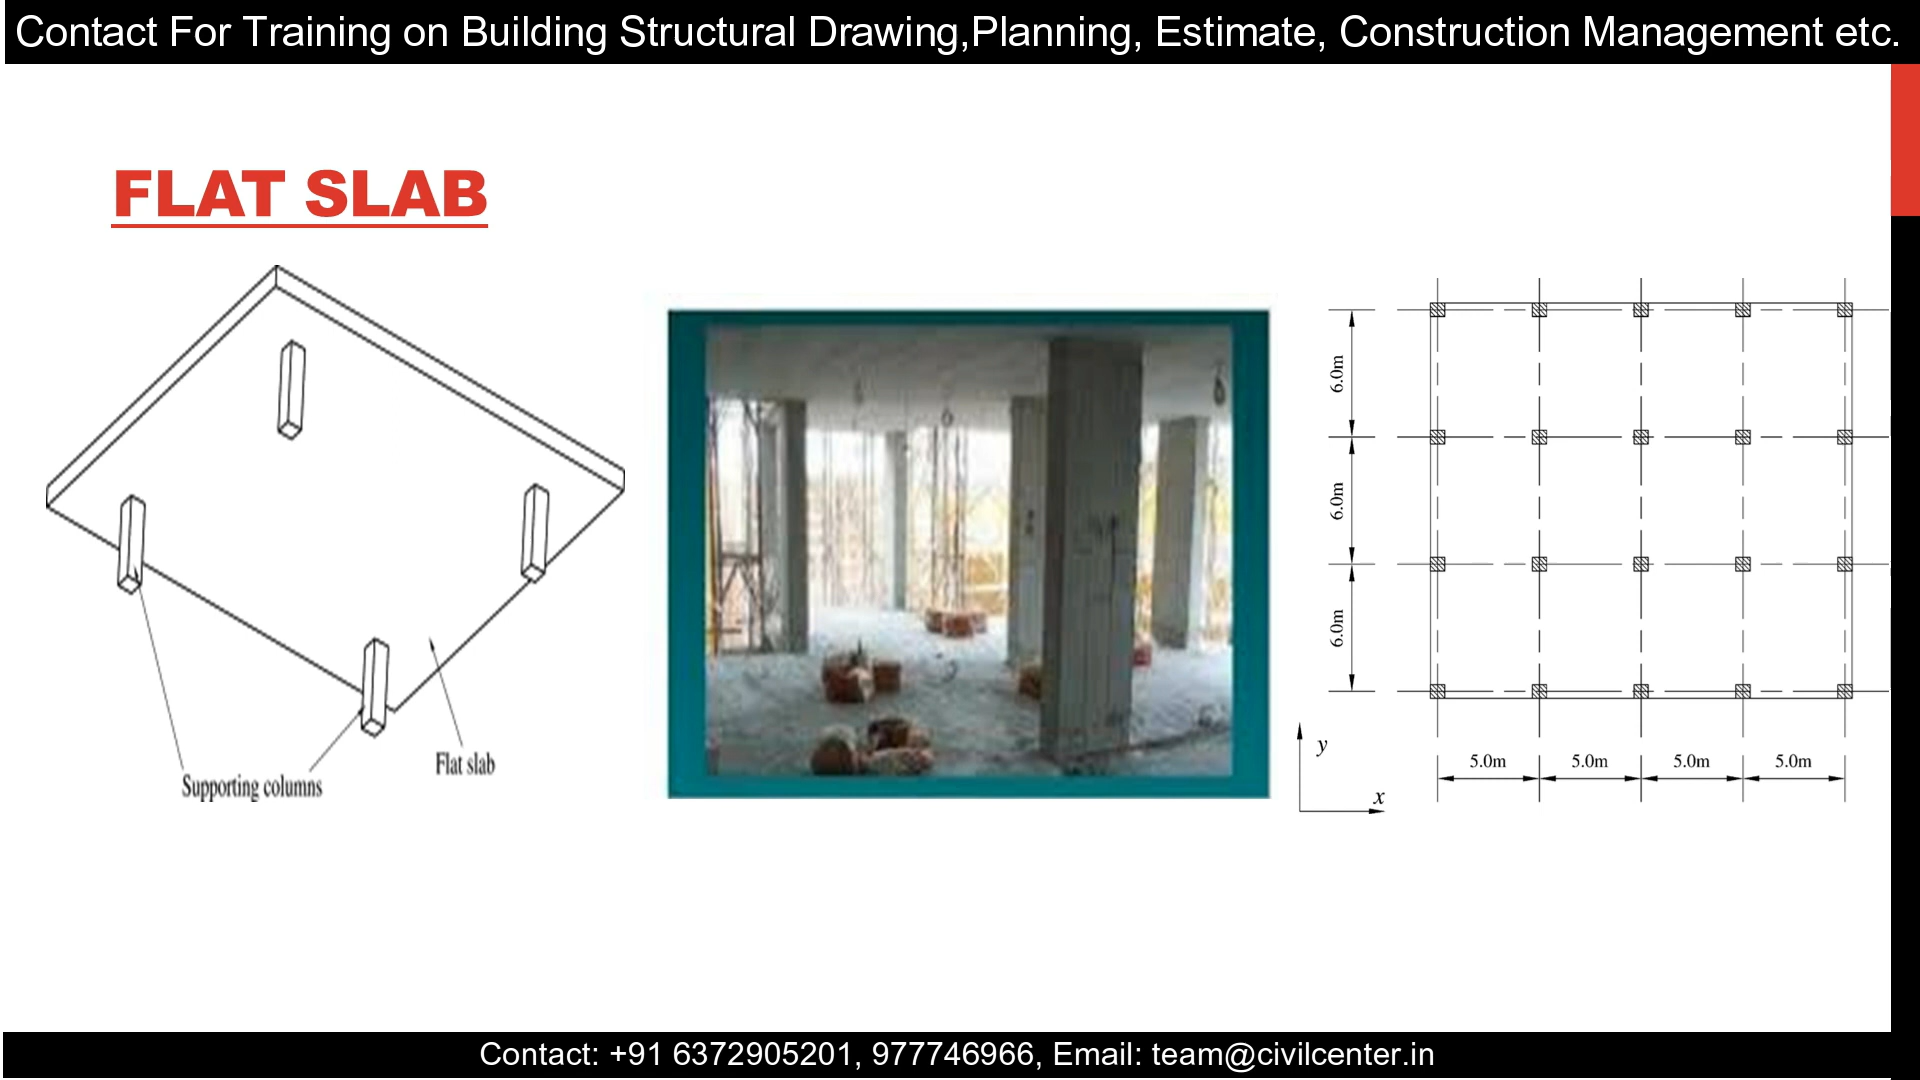 Contact For Training on Building Structural Drawing,Planning, Estimate, Construction Management etc.
FLAT SLAB
Supporting columns
Flat slab
6.0m
6.0m
6.0m
y
x
5.0m 5.0m 5.0m 5.0m
Contact: +91 6372905201, 977746966, Email: team@civilcenter.in